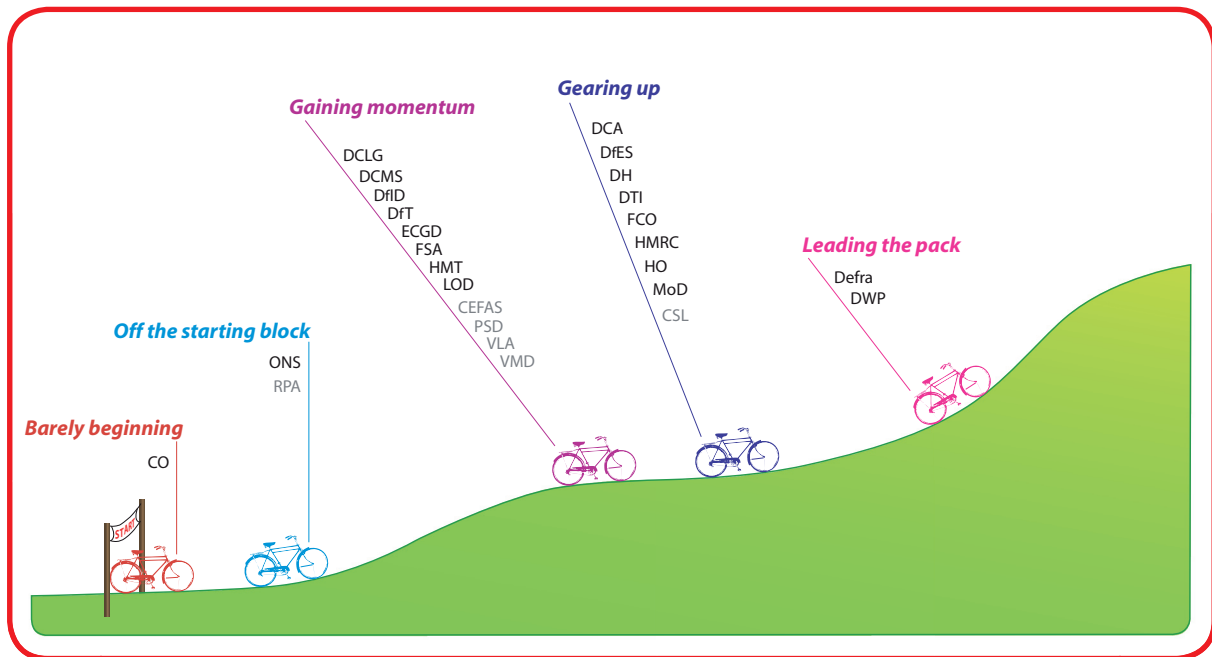 Gearing up
DCA
DfES
DH
DTI
FCO
HMRC
HO
MoD
CSL
Gaining momentum
DCLG
DCMS
DfID
DfT
ECGD
FSA
HMT
LOD
CEFAS
PSD
VLA
VMD
Leading the pack
Defra
DWP
Off the starting block
ONS
RPA
Barely beginning
CO
START